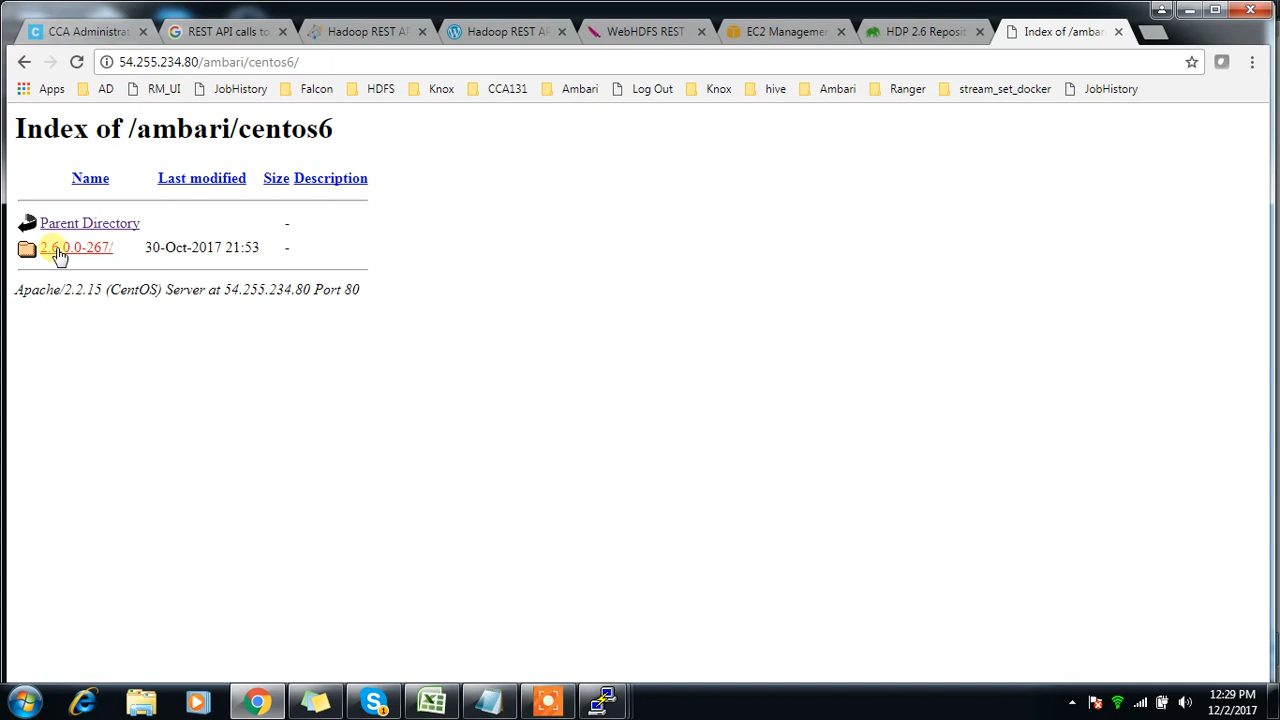 CCA Administra
REST API calls to
Hadoop REST AP
Hadoop REST AP
WebHDFS REST
EC2 Managemen
HDP 2.6 Reposit
Index of /ambari
54.255.234.80/ambari/centos6/
Apps AD RM_UI JobHistory Falcon HDFS Knox CCA131 Ambari Log Out Knox hive Ambari Ranger stream_set_docker JobHistory
Index of /ambari/centos6
Name Last modified Size Description
Parent Directory -
2.6.0.0-267/ 30-Oct-2017 21:53 -
Apache/2.2.15 (CentOS) Server at 54.255.234.80 Port 80
12:29 PM
12/2/2017